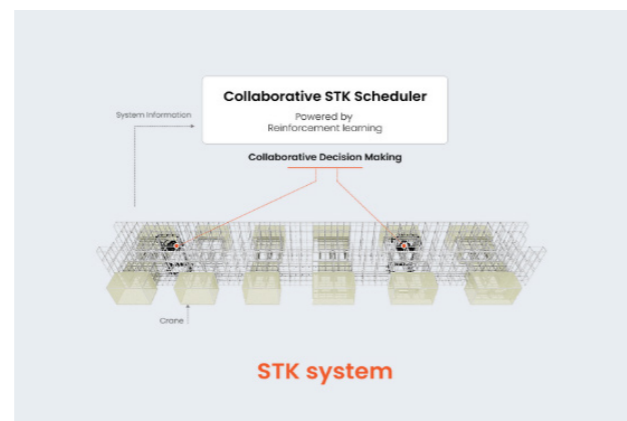 Collaborative STK Scheduler
System Information
Powered by
Reinforcement learning
Collaborative Decision Making
Crane
STK system